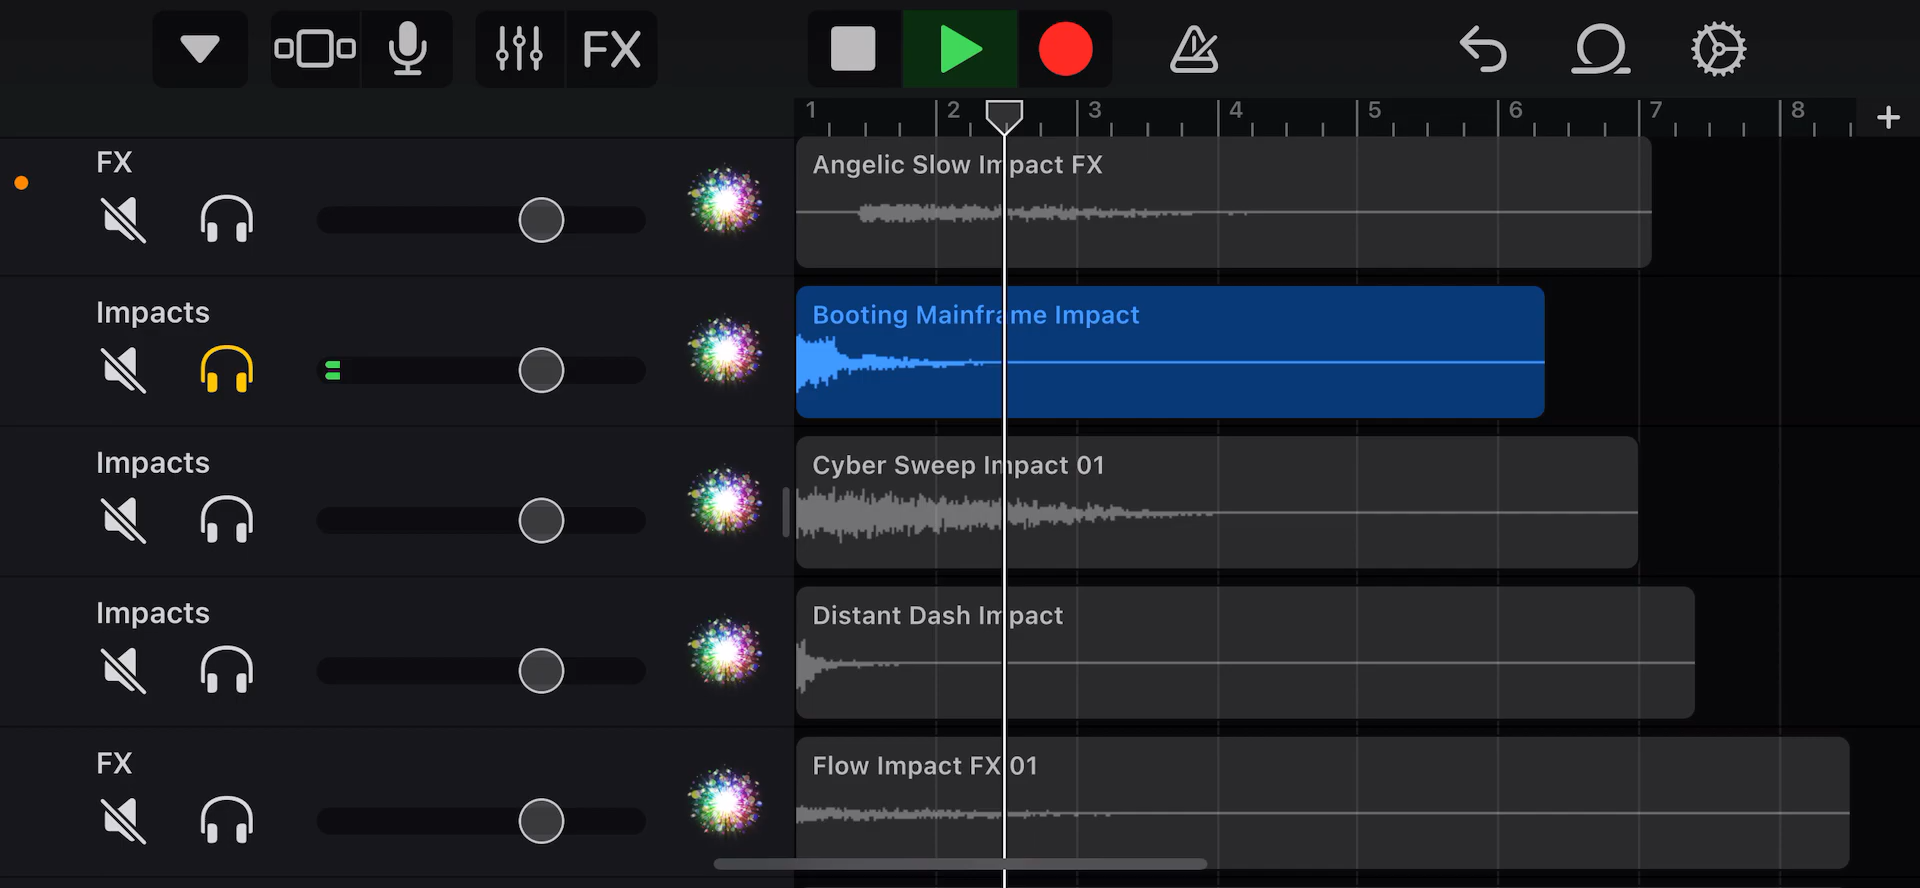 FX
1 2 3 4 5 6 7 8 +
FX
Angelic Slow Impact FX
Impacts
Booting Mainframe Impact
Impacts
Cyber Sweep Impact 01
Impacts
Distant Dash Impact
FX
Flow Impact FX 01